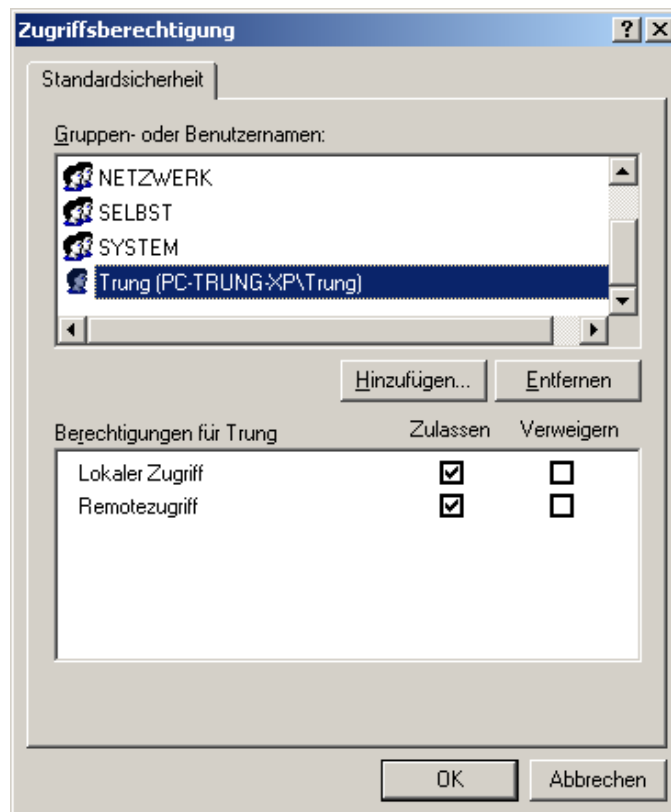 Zugriffsberechtigung
Standardsicherheit
Gruppen- oder Benutzernamen:
NETZWERK
SELBST
SYSTEM
Trung (PC-TRUNG-XP\Trung)
Hinzufügen... Entfernen
Berechtigungen für Trung Zulassen Verweigern
Lokaler Zugriff
Remotezugriff
OK Abbrechen